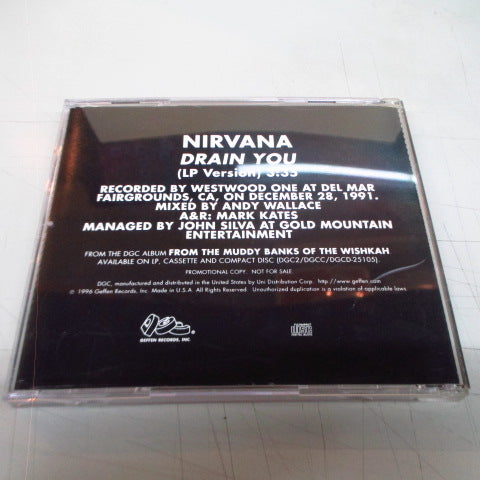 NIRVANA
DRAIN YOU
(LP Version) 3:35
RECORDED BY WESTWOOD ONE AT DEL MAR
FAIRGROUNDS, CA, ON DECEMBER 28, 1991.
MIXED BY ANDY WALLACE
A&R: MARK KATES
MANAGED BY JOHN SILVA AT GOLD MOUNTAIN
ENTERTAINMENT
FROM THE DGC ALBUM FROM THE MUDDY BANKS OF THE WISHKAH
AVAILABLE ON LP, CASSETTE AND COMPACT DISC (DGC2/DGCC/DGCD-25105)
PROMOTIONAL COPY. NOT FOR SALE.
DGC, manufactured and distributed in the United States by Uni Distribution Corp. http://www.geffen.com
© 1996 Geffen Records, Inc. Made in U.S.A. All Rights Reserved. Unauthorized duplication is a violation of applicable laws.
GEFFEN RECORDS, INC.